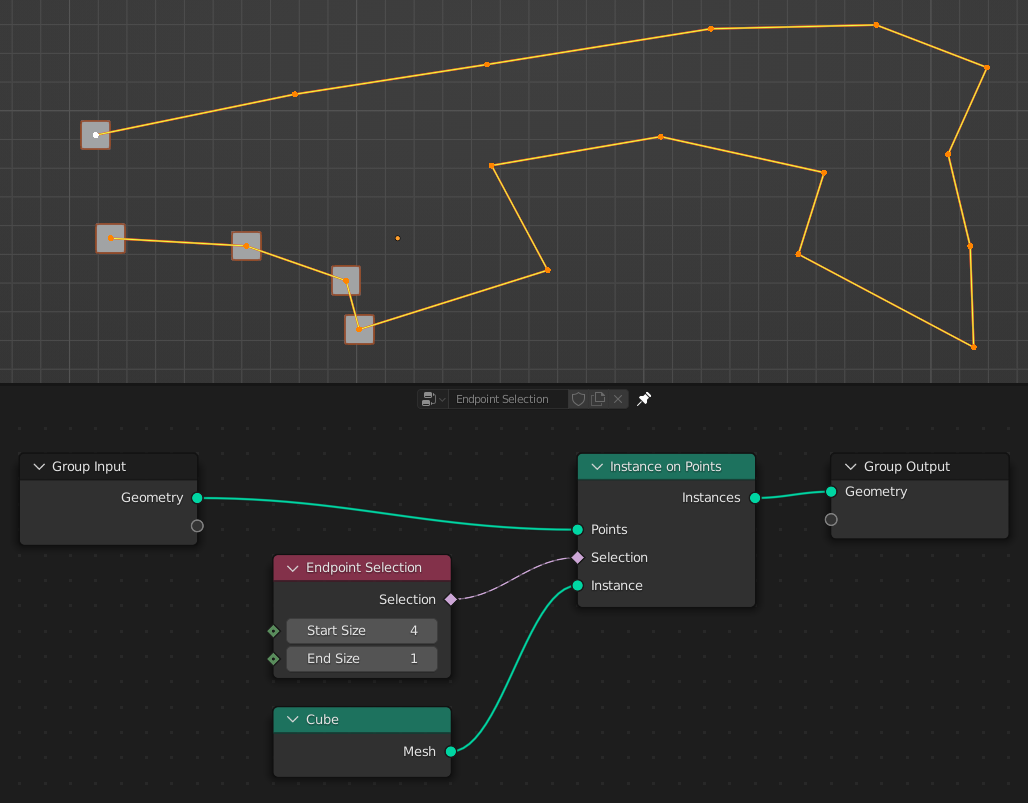 Endpoint Selection
Group Input
Geometry
Endpoint Selection
Selection
Start Size 4
End Size 1
Cube
Mesh
Instance on Points
Instances
Points
Selection
Instance
Group Output
Geometry